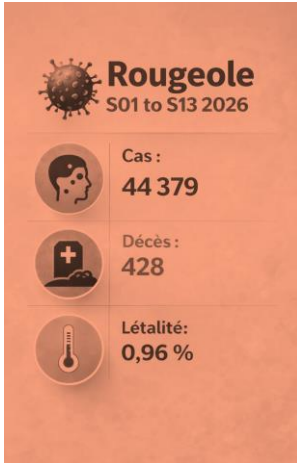 Rougeole
S01 to S13 2026
Cas :
44 379
Décès :
428
Létalité:
0,96 %